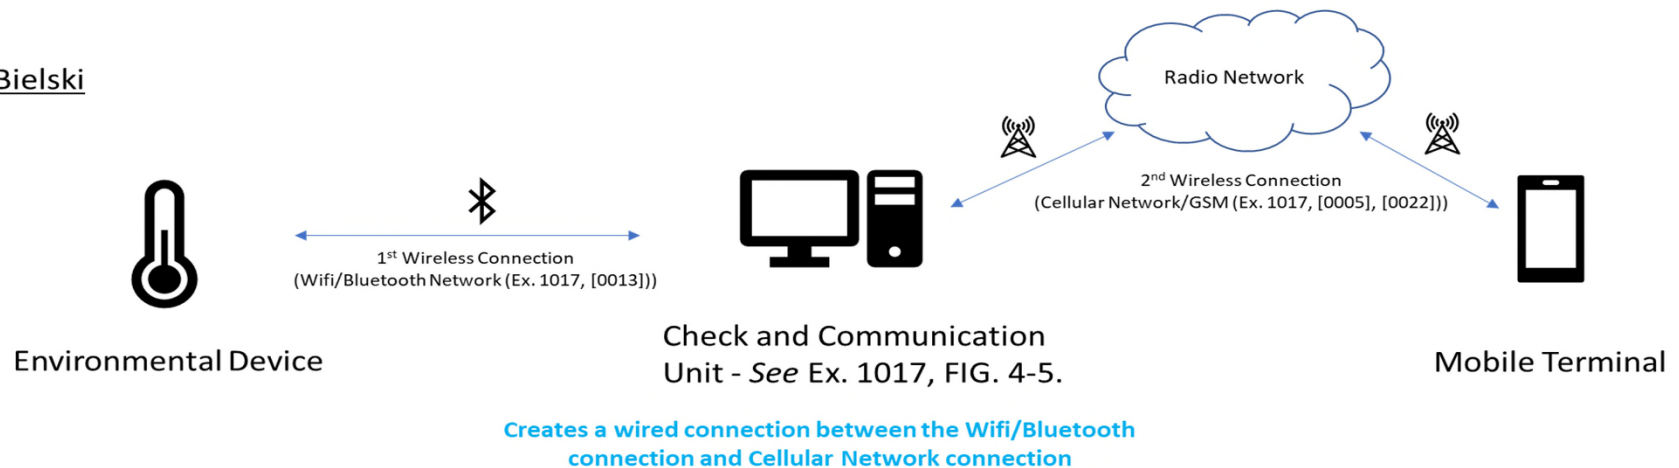 Bielski
Radio Network
2nd Wireless Connection
(Cellular Network/GSM (Ex. 1017, [0005], [0022]))
1st Wireless Connection
(Wifi/Bluetooth Network (Ex. 1017, [0013]))
Environmental Device
Check and Communication
Unit - See Ex. 1017, FIG. 4-5.
Mobile Terminal
Creates a wired connection between the Wifi/Bluetooth
connection and Cellular Network connection